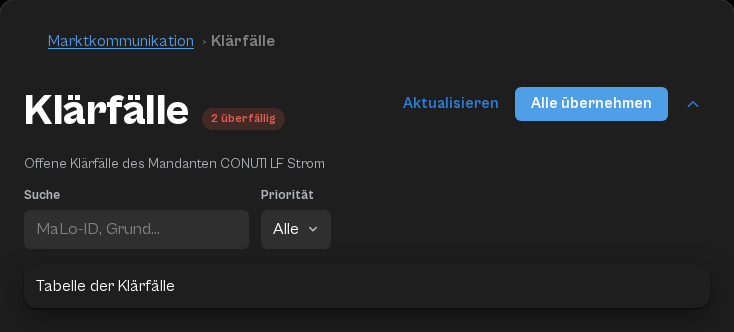 Marktkommunikation › Klärfälle
Klärfälle 2 überfällig Aktualisieren Alle übernehmen
Offene Klärfälle des Mandanten CONUTI LF Strom
Suche Priorität
MaLo-ID, Grund... Alle
Tabelle der Klärfälle